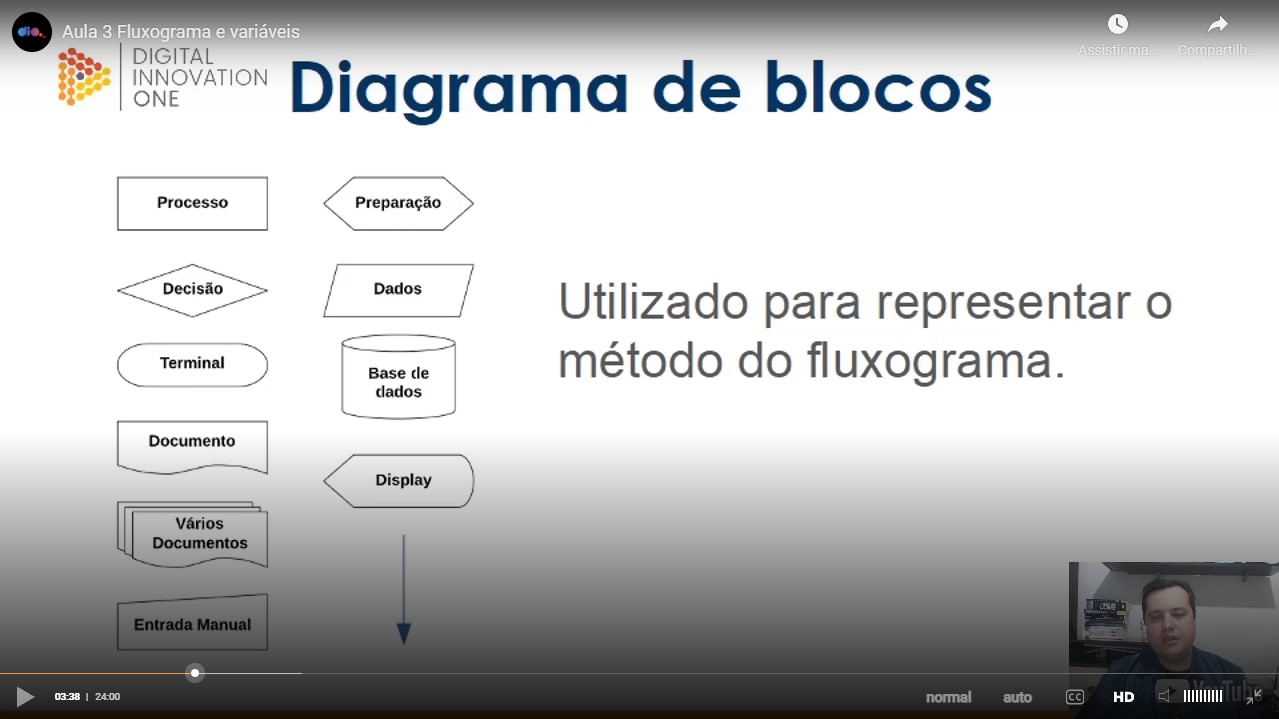 Aula 3 Fluxograma e variáveis
Assistir ma...
Compartilh...
DIGITAL
INNOVATION
ONE
Diagrama de blocos
Processo
Preparação
Decisão
Dados
Terminal
Base de
dados
Documento
Display
Vários
Documentos
Entrada Manual
Utilizado para representar o
método do fluxograma.
03:38 | 24:00
normal
auto
CC
HD
YouTube